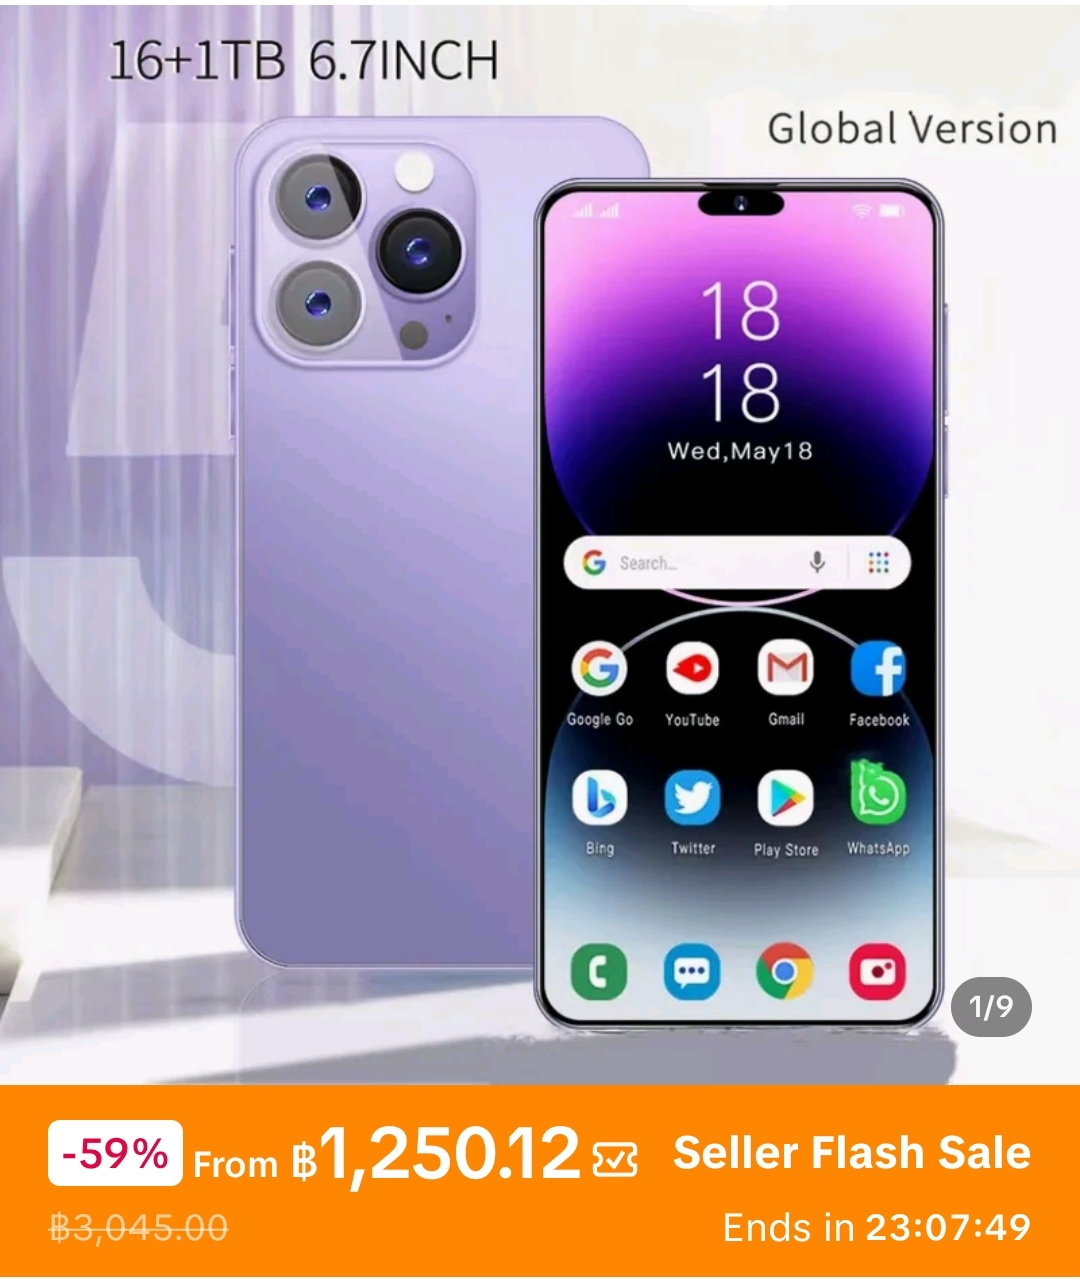 16+1TB 6.7INCH
Global Version
18
18
Wed,May18
Search...
Google Go YouTube Gmail Facebook
Bing Twitter Play Store WhatsApp
1/9
-59% From ฿1,250.12 Seller Flash Sale
฿3,045.00 Ends in 23:07:49